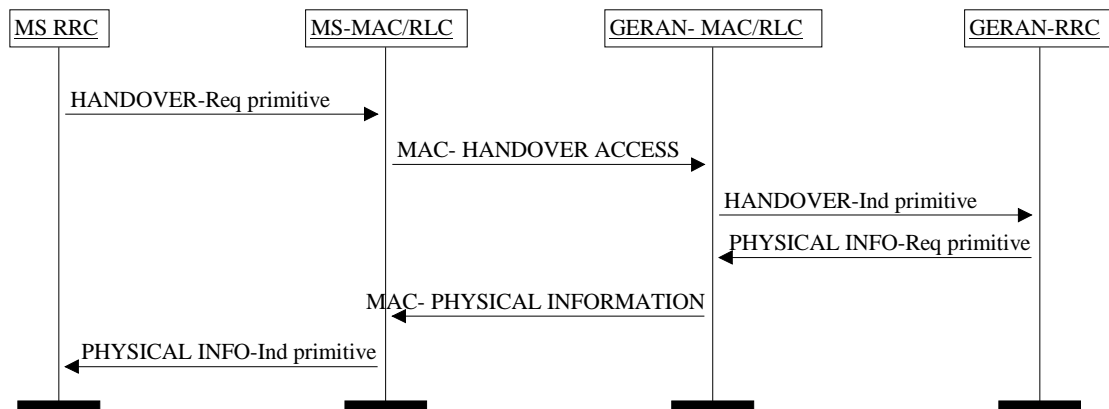 MS RRC
MS-MAC/RLC
GERAN- MAC/RLC
GERAN-RRC
HANDOVER-Req primitive
MAC- HANDOVER ACCESS
HANDOVER-Ind primitive
PHYSICAL INFO-Req primitive
MAC- PHYSICAL INFORMATION
PHYSICAL INFO-Ind primitive